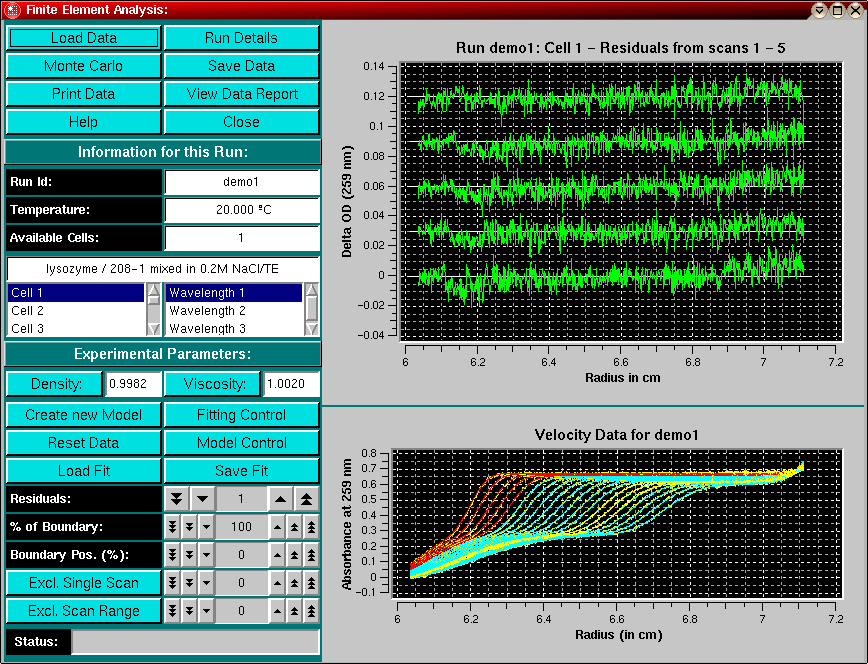 Finite Element Analysis:
Load Data Run Details
Monte Carlo Save Data
Print Data View Data Report
Help Close
Information for this Run:
Run Id: demo1
Temperature: 20.000 °C
Available Cells: 1
lysozyme / 208-1 mixed in 0.2M NaCl/TE
Cell 1 Wavelength 1
Cell 2 Wavelength 2
Cell 3 Wavelength 3
Experimental Parameters:
Density: 0.9982 Viscosity: 1.0020
Create new Model Fitting Control
Reset Data Model Control
Load Fit Save Fit
Residuals: 1
% of Boundary: 100
Boundary Pos. (%): 0
Excl. Single Scan 0
Excl. Scan Range 0
Status:
Run demo1: Cell 1 - Residuals from scans 1 - 5
Delta OD (259 nm)
0.14
0.12
0.1
0.08
0.06
0.04
0.02
0
-0.02
-0.04
6 6.2 6.4 6.6 6.8 7 7.2
Radius in cm
Velocity Data for demo1
Absorbance at 259 nm
0.8
0.7
0.6
0.5
0.4
0.3
0.2
0.1
0
-0.1
6 6.2 6.4 6.6 6.8 7 7.2
Radius (in cm)